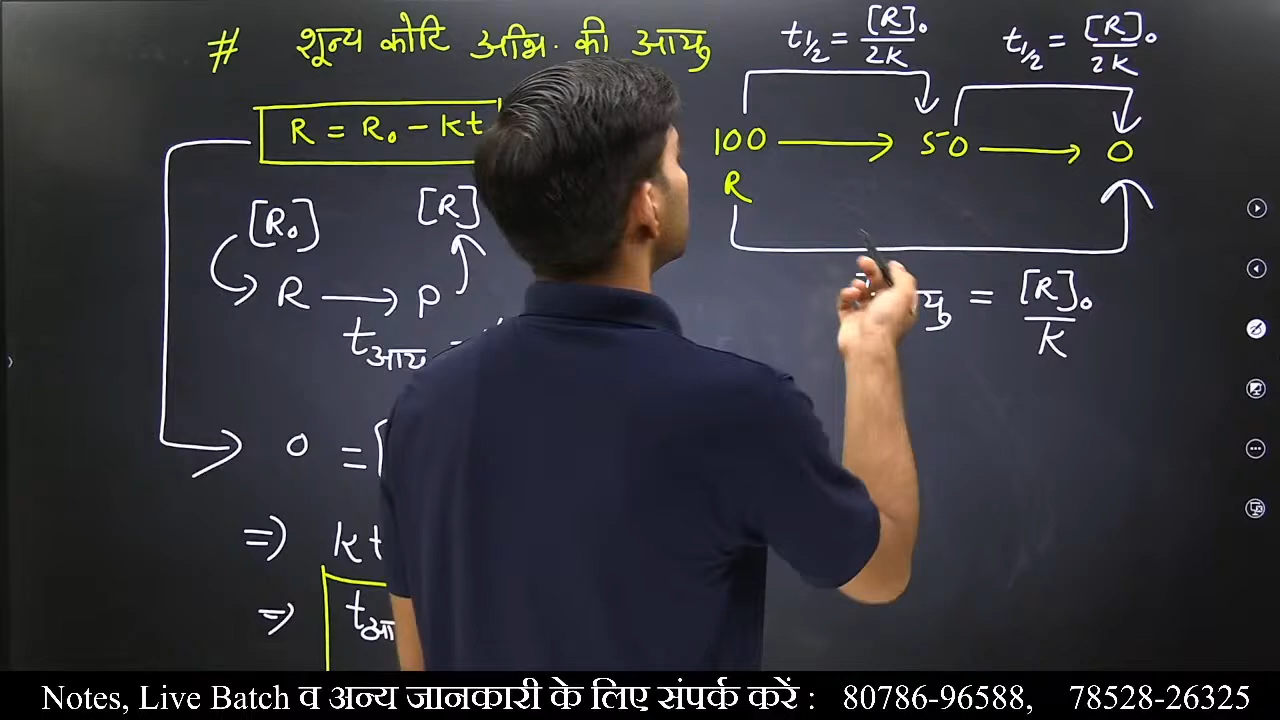 # शून्य कोटि अभि. की आयु
t½ = [R]₀/2k
t½ = [R]₀/2k
R = R₀ – kt
100 → 50 → 0
R
[R₀] [R]
R → P
t आयु
= [R]₀/k
0 = [
⇒ kt
⇒ t
Notes, Live Batch व अन्य जानकारी के लिए संपर्क करें : 80786-96588, 78528-26325